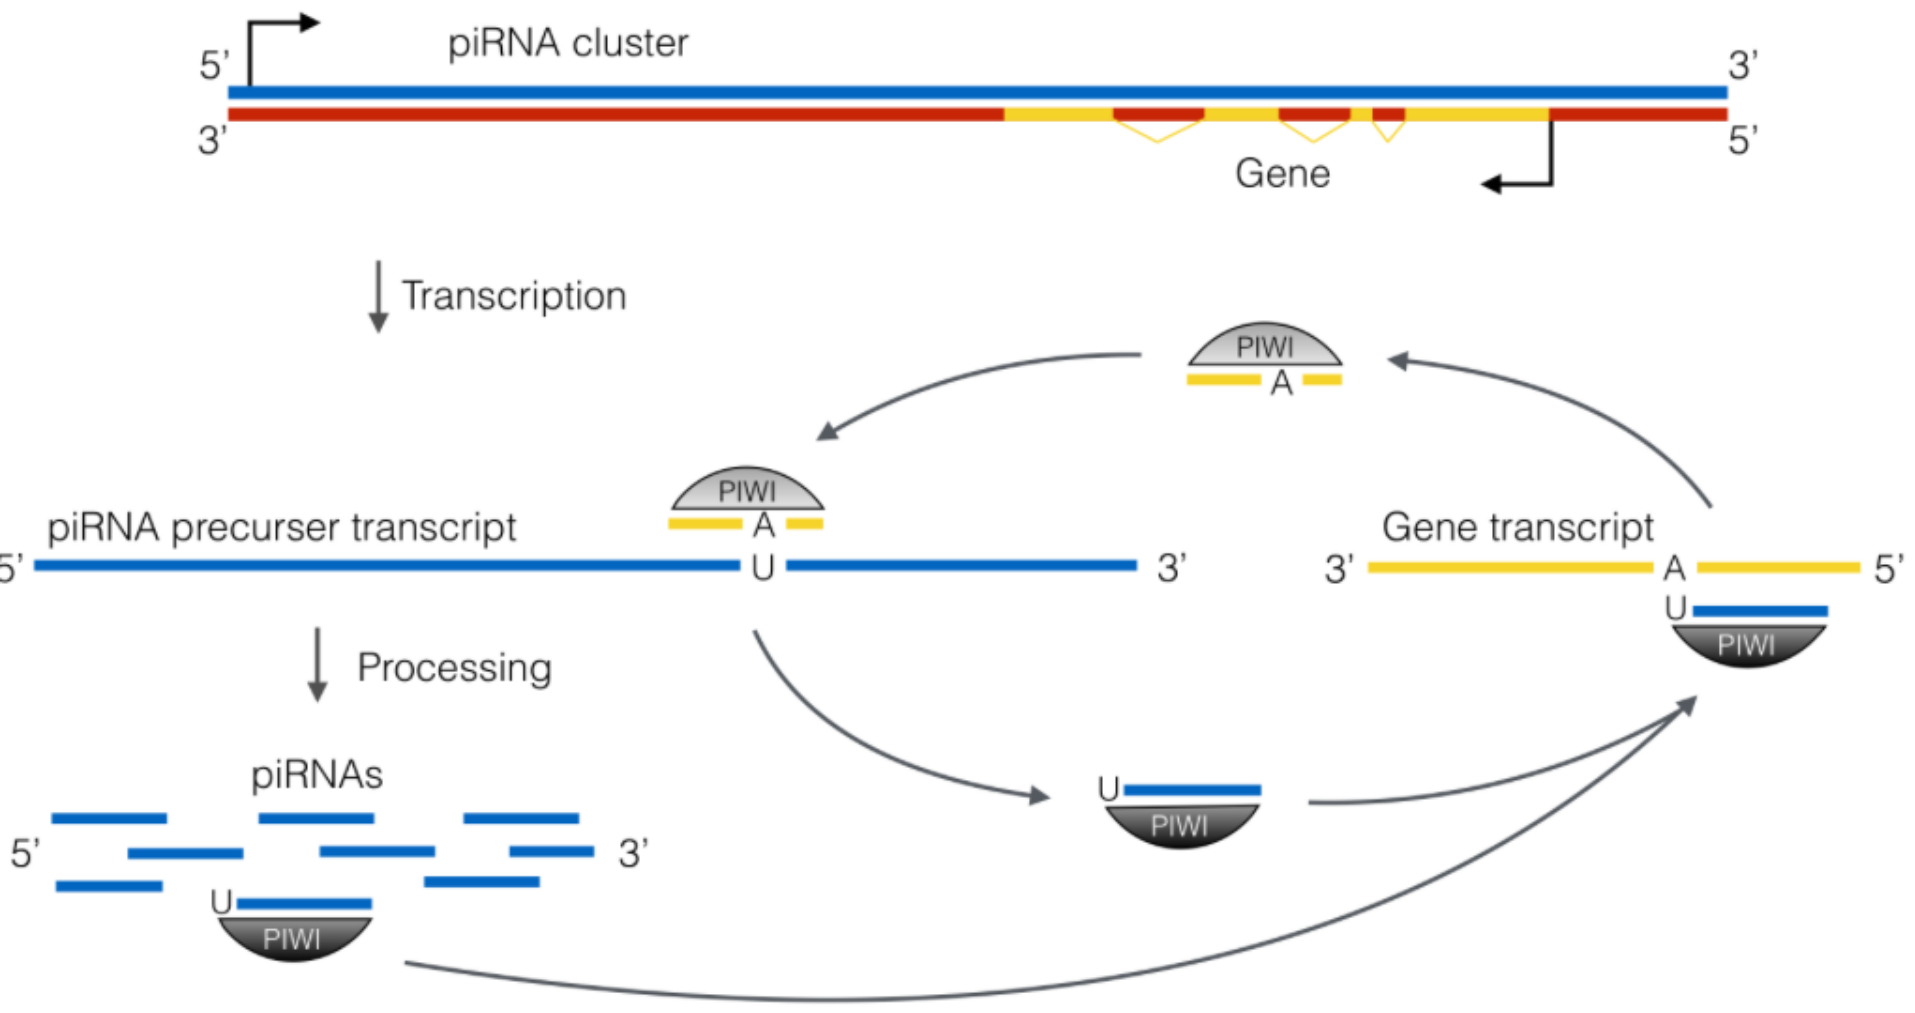 piRNA cluster
5’ 3’
3’ 5’
Gene
Transcription
PIWI
A
PIWI
A
piRNA precurser transcript
5’ U 3’
Gene transcript
3’ A 5’
U
PIWI
Processing
piRNAs
U
PIWI
5’ 3’
U
PIWI